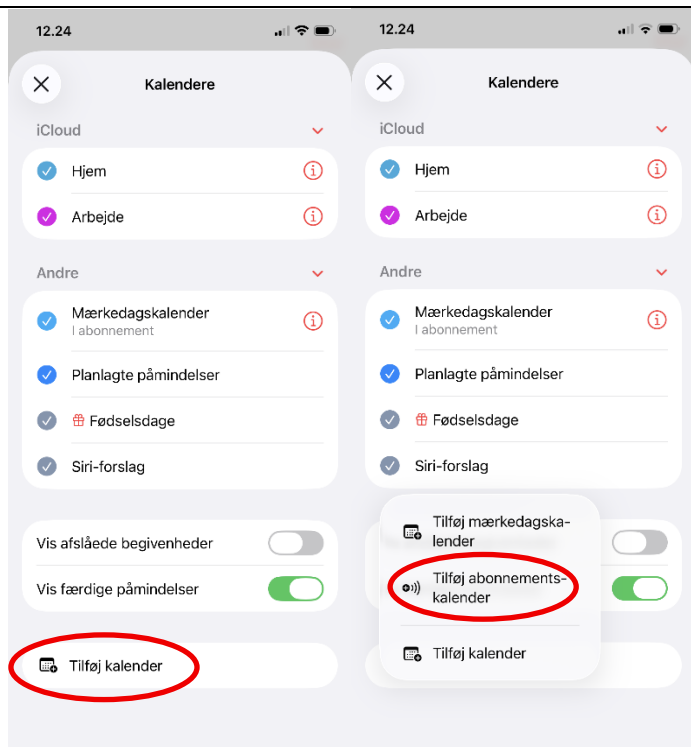 12.24
Kalendere
iCloud
Hjem
Arbejde
Andre
Mærkedagskalender
I abonnement
Planlagte påmindelser
Fødselsdage
Siri-forslag
Vis afslåede begivenheder
Vis færdige påmindelser
Tilføj kalender
12.24
Kalendere
iCloud
Hjem
Arbejde
Andre
Mærkedagskalender
I abonnement
Planlagte påmindelser
Fødselsdage
Siri-forslag
Tilføj mærkedagska-
lender
Tilføj abonnements-
kalender
Tilføj kalender